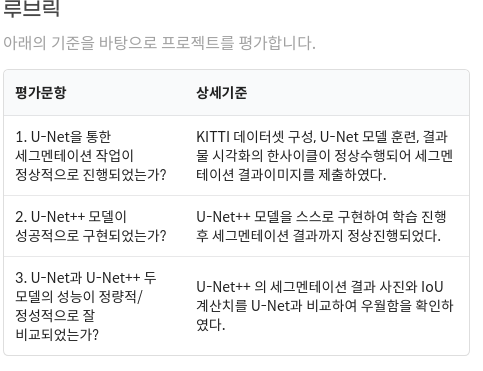 루브릭
아래의 기준을 바탕으로 프로젝트를 평가합니다.
평가문항
상세기준
1. U-Net을 통한
세그멘테이션 작업이
정상적으로 진행되었는가?
KITTI 데이터셋 구성, U-Net 모델 훈련, 결과
물 시각화의 한사이클이 정상수행되어 세그멘
테이션 결과이미지를 제출하였다.
2. U-Net++ 모델이
성공적으로 구현되었는가?
U-Net++ 모델을 스스로 구현하여 학습 진행
후 세그멘테이션 결과까지 정상진행되었다.
3. U-Net과 U-Net++ 두
모델의 성능이 정량적/
정성적으로 잘
비교되었는가?
U-Net++ 의 세그멘테이션 결과 사진와 IoU
계산치를 U-Net과 비교하여 우월함을 확인하
였다.